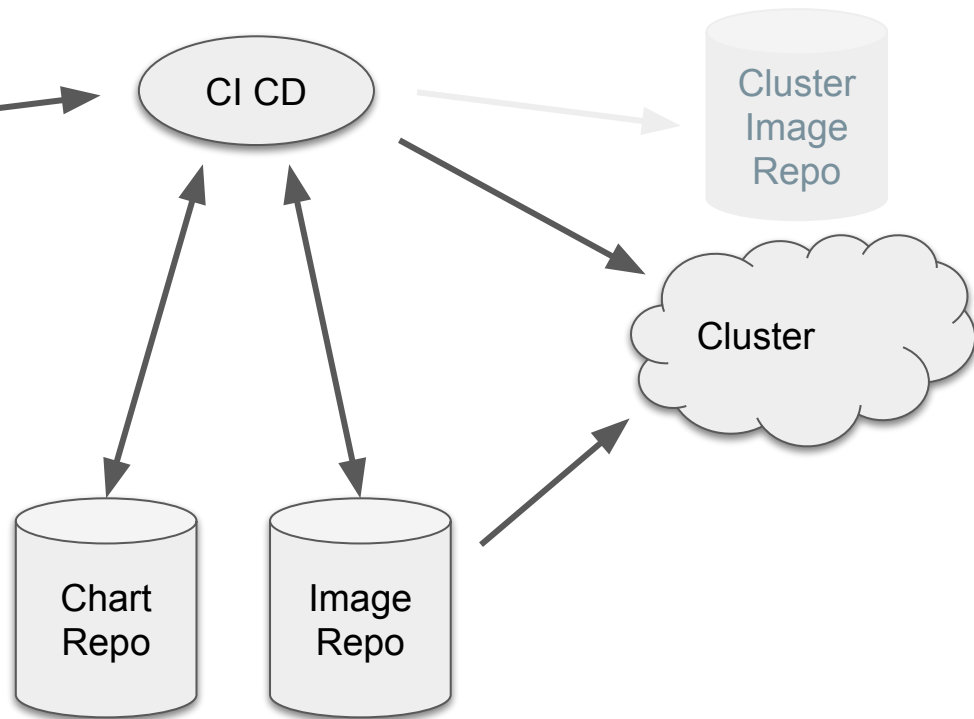 CI CD
Cluster
Image
Repo
Cluster
Chart
Repo
Image
Repo